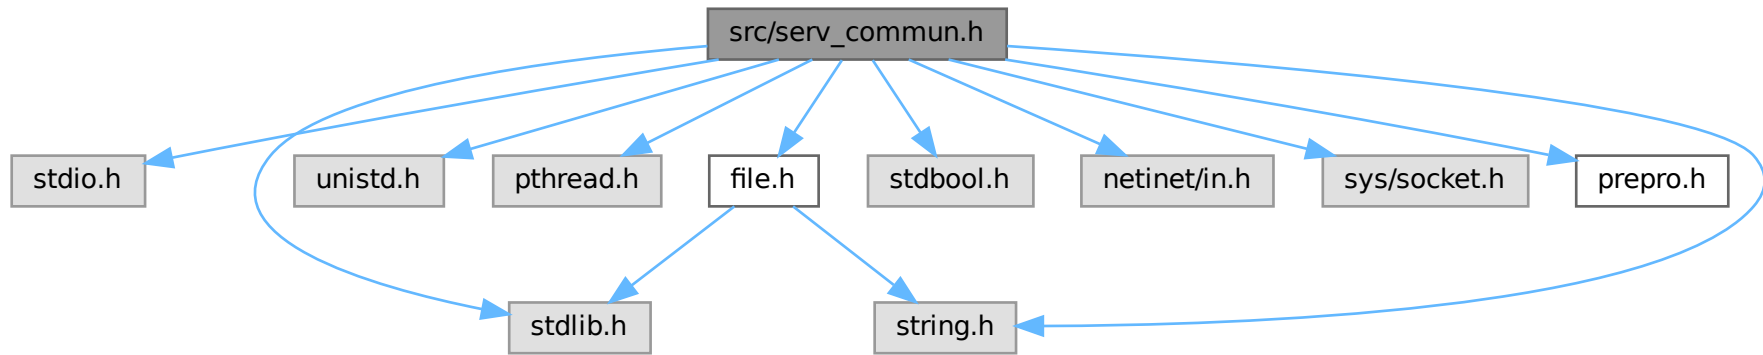 src/serv_commun.h
stdio.h
unistd.h
pthread.h
file.h
stdbool.h
netinet/in.h
sys/socket.h
prepro.h
stdlib.h
string.h